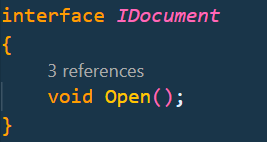 interface IDocument
{
3 references
void Open();
}